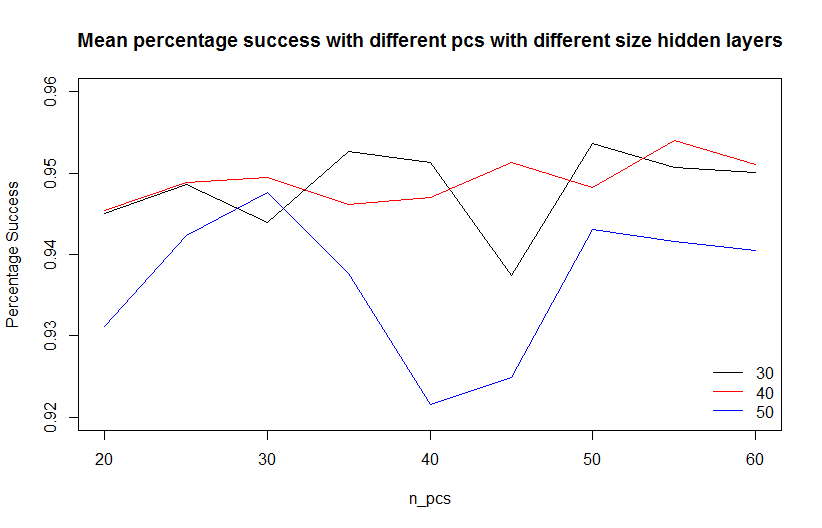 Mean percentage success with different pcs with different size hidden layers
Percentage Success
0.96
0.95
0.94
0.93
0.92
30
40
50
20 30 40 50 60
n_pcs